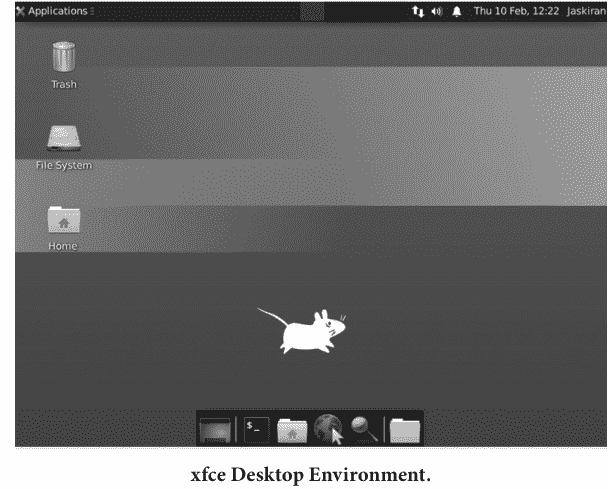 Applications
Thu 10 Feb, 12:22 Jaskiran
Trash
File System
Home
$_
xfce Desktop Environment.